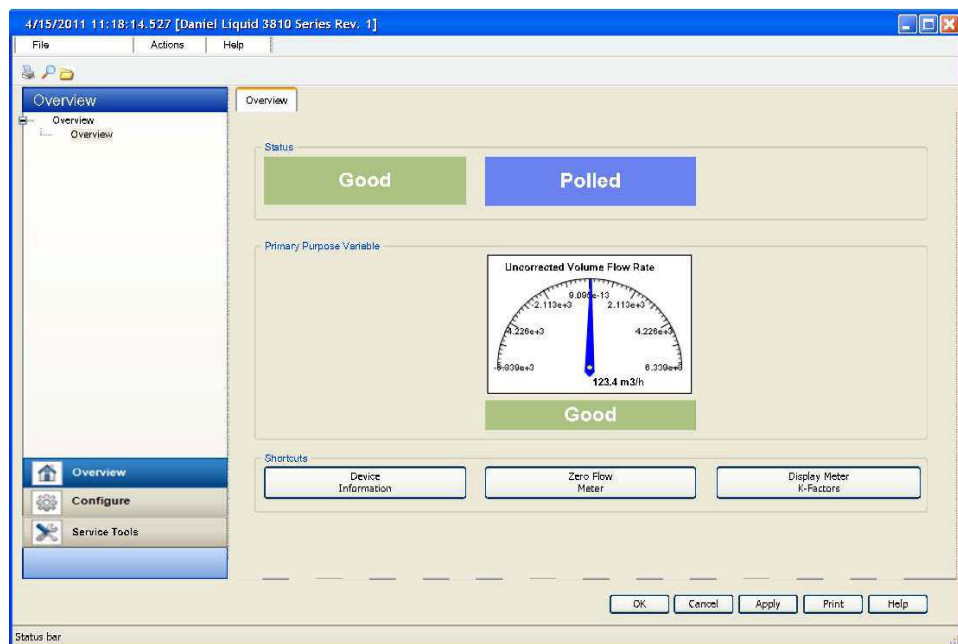 4/15/2011 11:18:14.527 [Daniel Liquid 3810 Series Rev. 1]
File Actions Help
Overview
Overview
Overview
Overview
Status
Good Polled
Primary Purpose Variable
Uncorrected Volume Flow Rate
-2.113e+3 2.113e+3
4.226e+3 4.226e+3
6.339e+3
123.4 m3/h
Good
Shortcuts
Device
Information
Zero Flow
Meter
Display Meter
K-Factors
Overview
Configure
Service Tools
OK Cancel Apply Print Help
Status bar